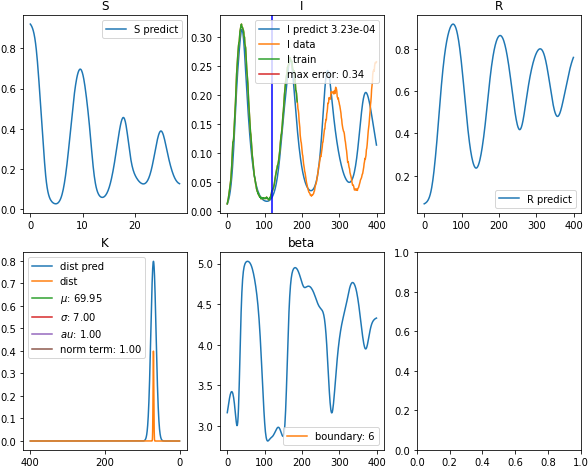 S
I
R
S predict
0.8
0.6
0.4
0.2
0.0
0 10 20
I predict 3.23e-04
I data
I train
max error: 0.34
0.30
0.25
0.20
0.15
0.10
0.05
0.00
0 100 200 300 400
0.8
0.6
0.4
0.2
R predict
0 100 200 300 400
K
beta
dist pred
dist
μ: 69.95
σ: 7.00
au: 1.00
norm term: 1.00
0.8
0.7
0.6
0.5
0.4
0.3
0.2
0.1
0.0
400 200 0
5.0
4.5
4.0
3.5
3.0
boundary: 6
0 100 200 300 400
1.0
0.8
0.6
0.4
0.2
0.0
0.0 0.2 0.4 0.6 0.8 1.0